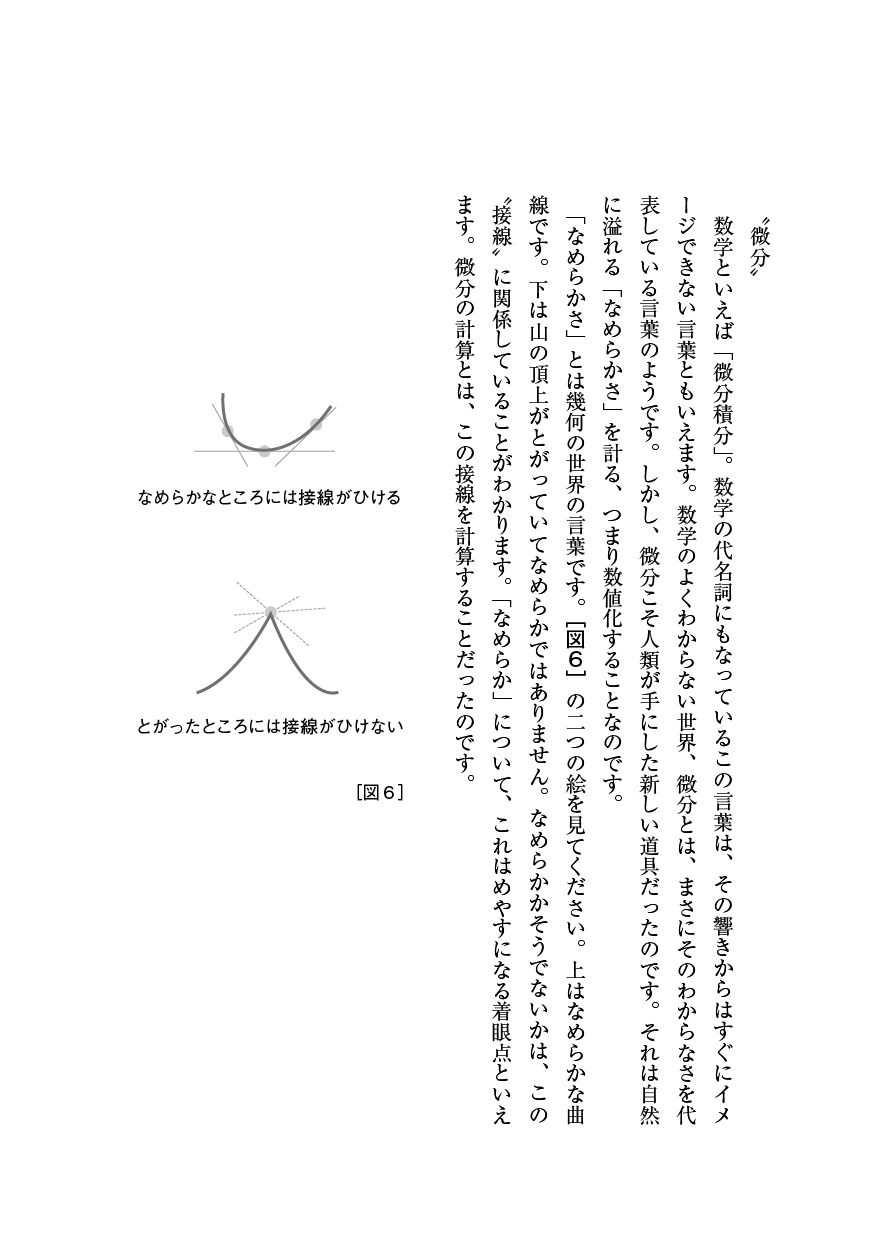 〝微分〟
　数学といえば「微分積分」。数学の代名詞にもなっているこの言葉は、その響きからはすぐにイメ
ージできない言葉ともいえます。数学のよくわからない世界、微分とは、まさにそのわからなさを代
表している言葉のようです。しかし、微分こそ人類が手にした新しい道具だったのです。それは自然
に溢れる「なめらかさ」を計る、つまり数値化することなのです。
　「なめらかさ」とは幾何の世界の言葉です。［図６］の二つの絵を見てください。上はなめらかな曲
線です。下は山の頂上がとがっていてなめらかではありません。なめらかかそうでないかは、この
〝接線〟に関係していることがわかります。「なめらか」について、これはめやすになる着眼点といえ
ます。微分の計算とは、この接線を計算することだったのです。
なめらかなところには接線がひける
とがったところには接線がひけない
［図６］